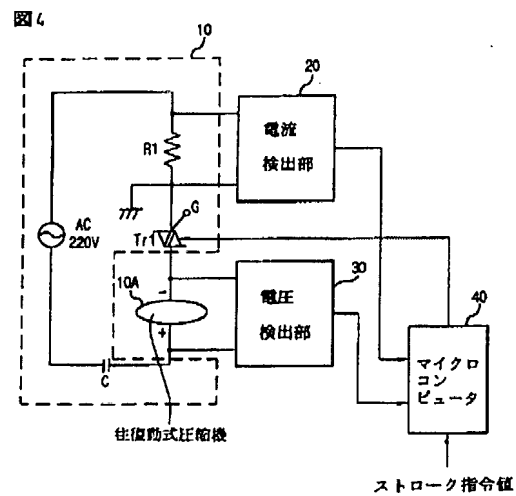 図4
10
20
電流
検出部
R1
G
AC
220V
Tr1
10A
-
30
電圧
検出部
+
C
40
マイクロ
コン
ピュータ
往復動式圧縮機
ストローク指令値